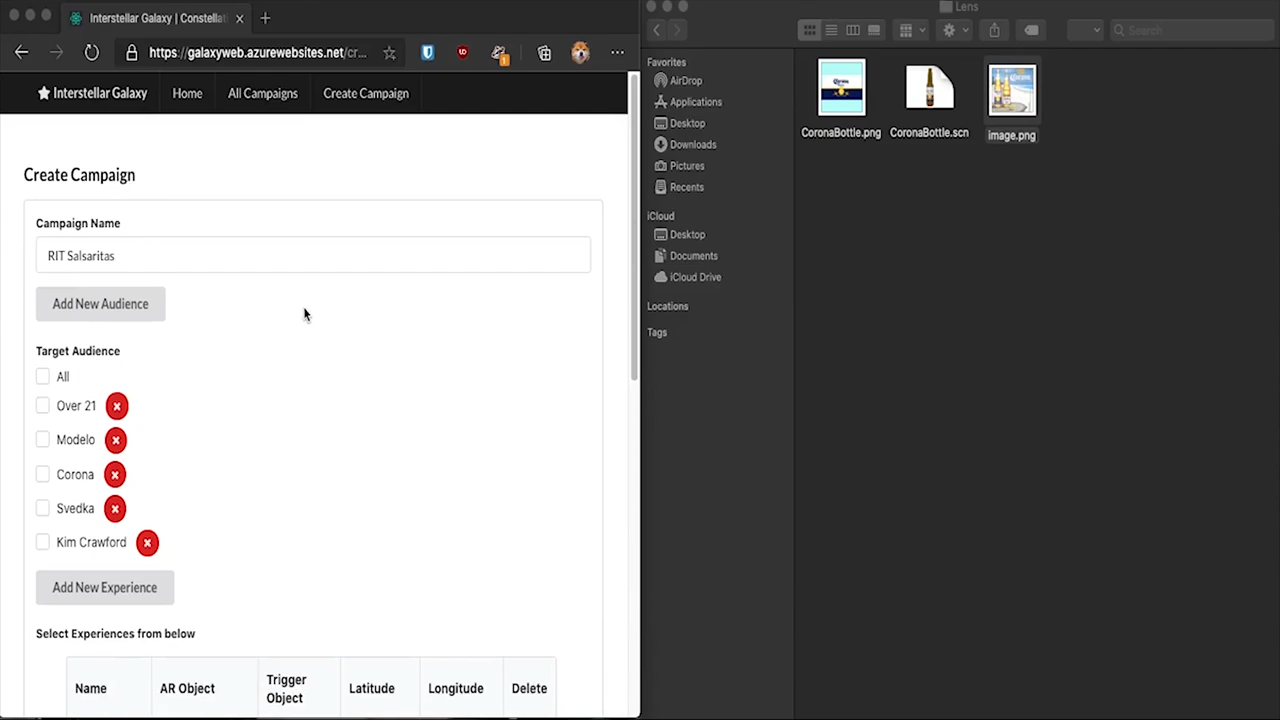 Interstellar Galaxy | Constellati
https://galaxyweb.azurewebsites.net/cr...
Interstellar Galaxy
Home
All Campaigns
Create Campaign
Create Campaign
Campaign Name
RIT Salsaritas
Add New Audience
Target Audience
All
Over 21
Modelo
Corona
Svedka
Kim Crawford
Add New Experience
Select Experiences from below
Name
AR Object
Trigger
Object
Latitude
Longitude
Delete
Lens
Search
Favorites
AirDrop
Applications
Desktop
Downloads
Pictures
Recents
iCloud
Desktop
Documents
iCloud Drive
Locations
Tags
CoronaBottle.png
CoronaBottle.scn
image.png